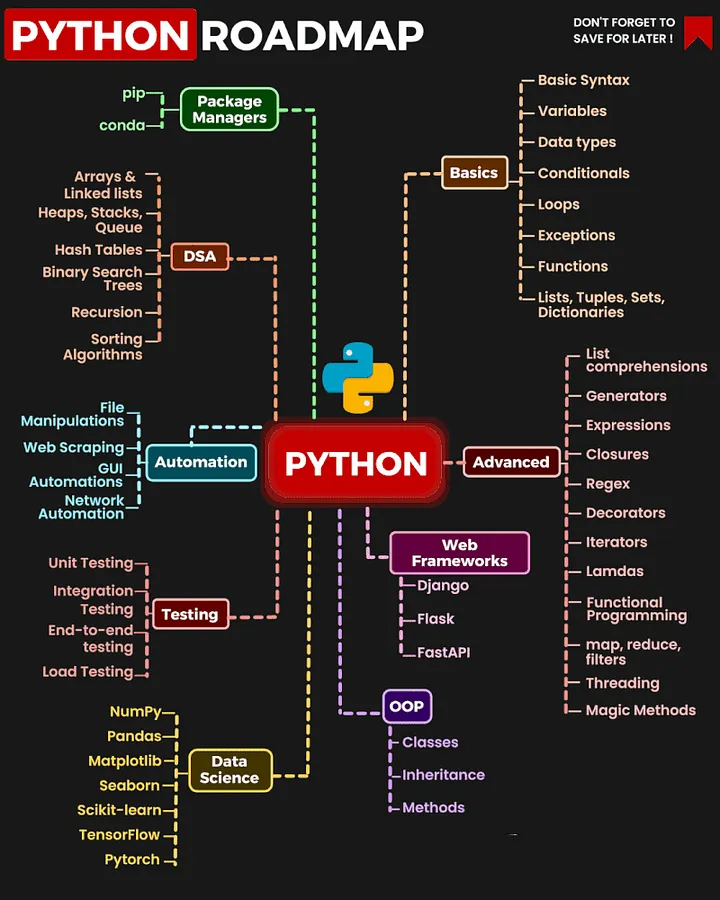 PYTHON ROADMAP
DON'T FORGET TO
SAVE FOR LATER !
Package
Managers
pip
conda
Basics
Basic Syntax
Variables
Data types
Conditionals
Loops
Exceptions
Functions
Lists, Tuples, Sets,
Dictionaries
DSA
Arrays &
Linked lists
Heaps, Stacks,
Queue
Hash Tables
Binary Search
Trees
Recursion
Sorting
Algorithms
PYTHON
Automation
File
Manipulations
Web Scraping
GUI
Automations
Network
Automation
Advanced
List
comprehensions
Generators
Expressions
Closures
Regex
Decorators
Iterators
Lamdas
Functional
Programming
map, reduce,
filters
Threading
Magic Methods
Web
Frameworks
Django
Flask
FastAPI
Testing
Unit Testing
Integration
Testing
End-to-end
testing
Load Testing
OOP
Classes
Inheritance
Methods
Data
Science
NumPy
Pandas
Matplotlib
Seaborn
Scikit-learn
TensorFlow
Pytorch